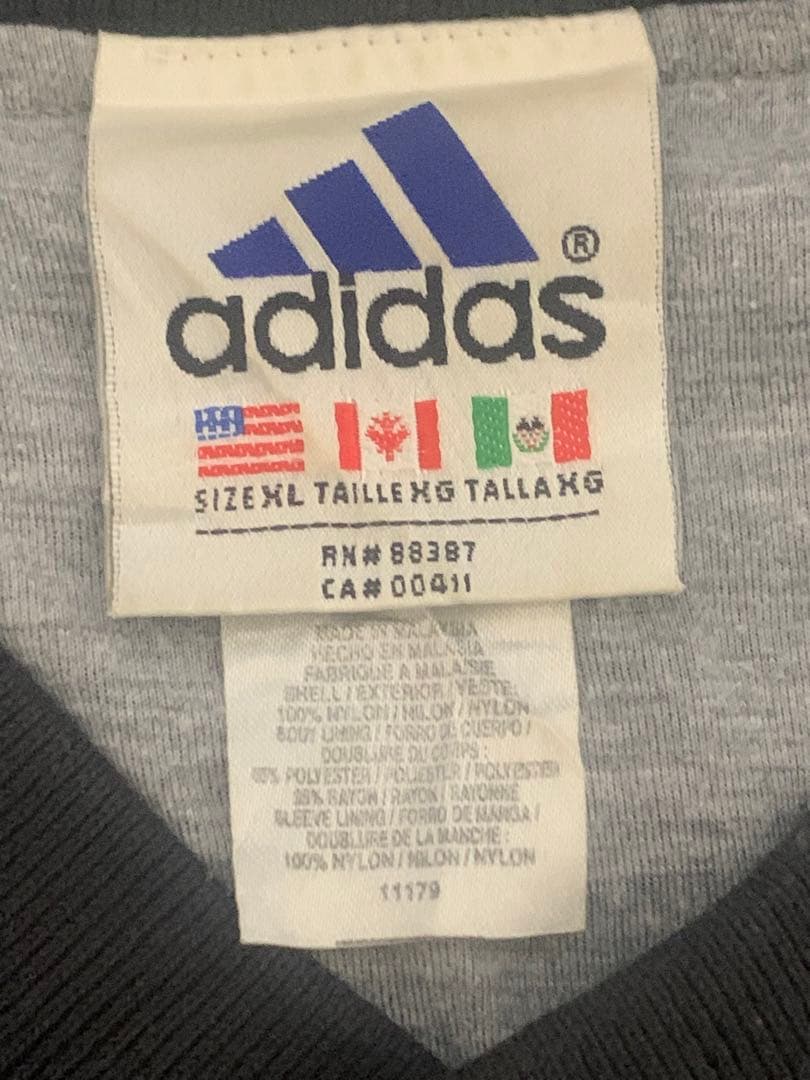 adidas®
SIZE XL TAILLE XG TALLA XG
RN# 88387
CA# 00411
MADE IN MALAYSIA
HECHO EN MALASIA
FABRIQUE A MALAISIE
SHELL / EXTERIOR / VESTE:
100% NYLON / NILON / NYLON
BODY LINING / FORRO DE CUERPO /
DOUBLURE DU CORPS :
POLYESTER / POLIESTER / POLYESTER
RAYON / RAYON / RAYONNE
SLEEVE LINING / FORRO DE MANGA /
DOUBLURE DE LA MANCHE :
100% NYLON / NILON / NYLON
11179